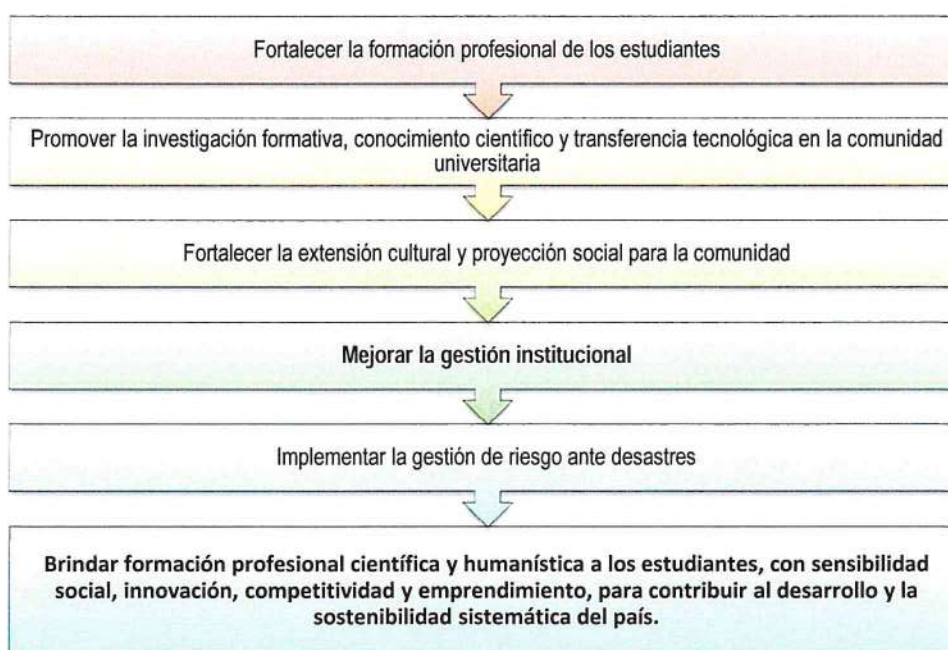 Fortalecer la formación profesional de los estudiantes
Promover la investigación formativa, conocimiento científico y transferencia tecnológica en la comunidad
universitaria
Fortalecer la extensión cultural y proyección social para la comunidad
Mejorar la gestión institucional
Implementar la gestión de riesgo ante desastres
Brindar formación profesional científica y humanística a los estudiantes, con sensibilidad
social, innovación, competitividad y emprendimiento, para contribuir al desarrollo y la
sostenibilidad sistemática del país.